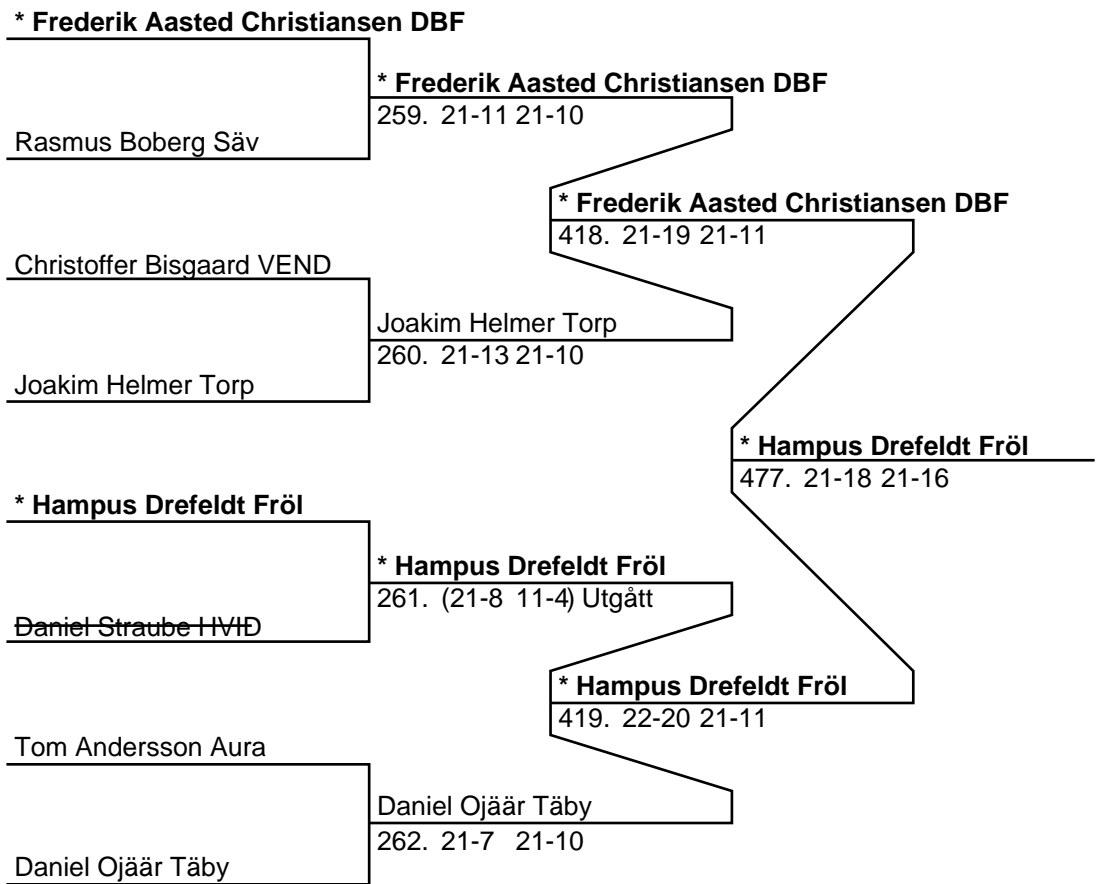 * Frederik Aasted Christiansen DBF
* Frederik Aasted Christiansen DBF
259. 21-11 21-10
Rasmus Boberg Säv
* Frederik Aasted Christiansen DBF
418. 21-19 21-11
Christoffer Bisgaard VEND
Joakim Helmer Torp
260. 21-13 21-10
Joakim Helmer Torp
* Hampus Drefeldt Fröl
477. 21-18 21-16
* Hampus Drefeldt Fröl
* Hampus Drefeldt Fröl
261. (21-8 11-4) Utgått
Daniel Straube HVID
* Hampus Drefeldt Fröl
419. 22-20 21-11
Tom Andersson Aura
Daniel Ojäär Täby
262. 21-7 21-10
Daniel Ojäär Täby